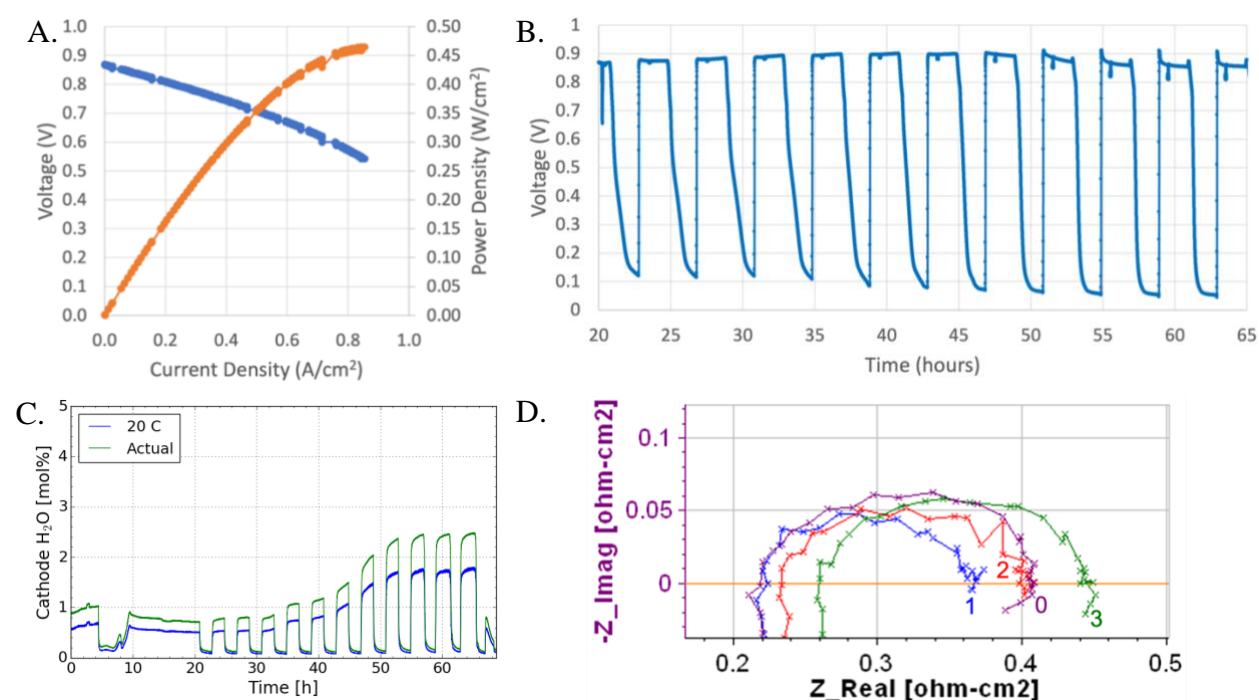 A.
1.0
0.9
0.8
0.7
0.6
0.5
0.4
0.3
0.2
0.1
0.0
Voltage (V)
0.50
0.45
0.40
0.35
0.30
0.25
0.20
0.15
0.10
0.05
0.00
Power Density (W/cm²)
0.0 0.2 0.4 0.6 0.8 1.0
Current Density (A/cm²)
B.
1
0.9
0.8
0.7
0.6
0.5
0.4
0.3
0.2
0.1
0
Voltage (V)
20 25 30 35 40 45 50 55 60 65
Time (hours)
C.
5
4
3
2
1
0
Cathode H₂O [mol%]
20 C
Actual
0 10 20 30 40 50 60
Time [h]
D.
-Z_Imag [ohm-cm2]
0.1
0.05
0
1
2
0
3
0.2 0.3 0.4 0.5
Z_Real [ohm-cm2]